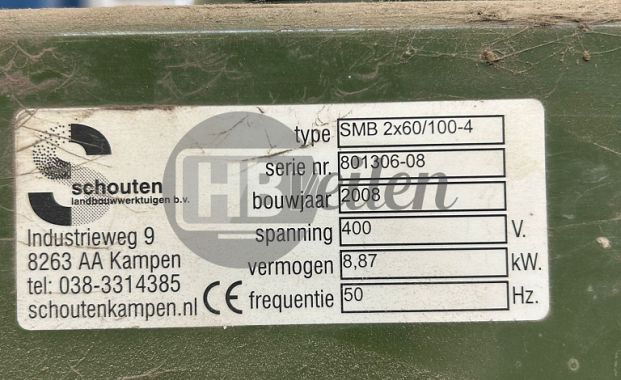 schouten
landbouwwerktuigen b.v.
Industrieweg 9
8263 AA Kampen
tel: 038-3314385
schoutenkampen.nl
CE
type SMB 2x60/100-4
serie nr. 801306-08
bouwjaar 2008
spanning 400 V.
vermogen 8,87 kW.
frequentie 50 Hz.
HBveilen